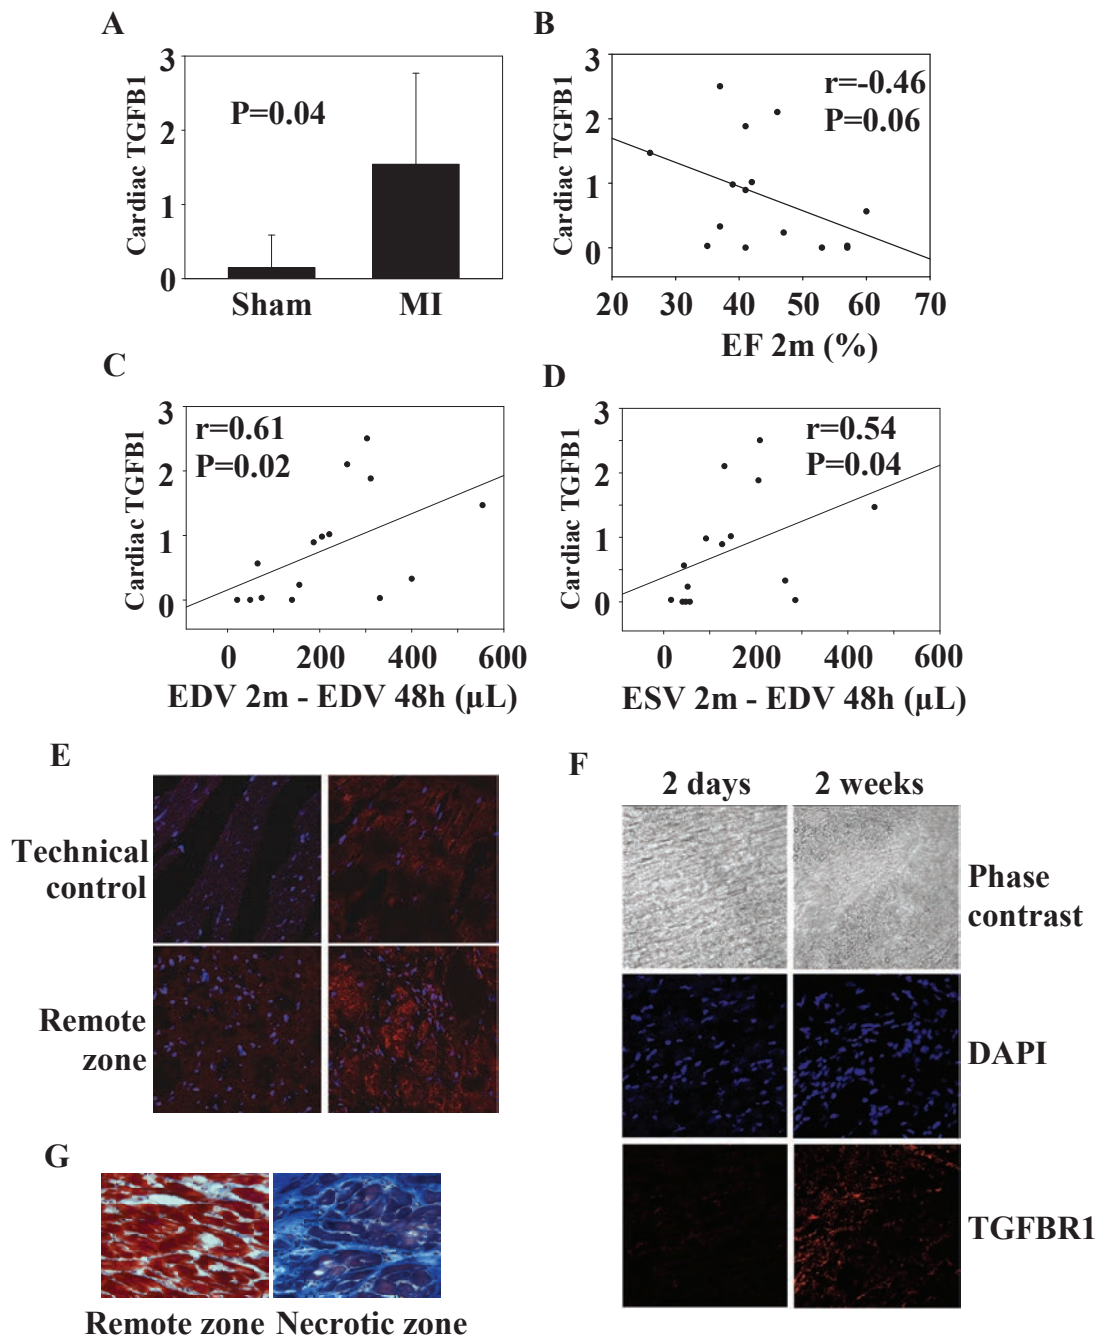 A
Cardiac TGFB1
3
2
1
0
P=0.04
Sham MI
B
Cardiac TGFB1
3
2
1
0
r=-0.46
P=0.06
20 30 40 50 60 70
EF 2m (%)
C
Cardiac TGFB1
3
2
1
0
r=0.61
P=0.02
0 200 400 600
EDV 2m - EDV 48h (µL)
D
Cardiac TGFB1
3
2
1
0
r=0.54
P=0.04
0 200 400 600
ESV 2m - EDV 48h (µL)
E
Technical
control
Remote
zone
F
2 days 2 weeks
Phase
contrast
DAPI
TGFBR1
G
Remote zone Necrotic zone